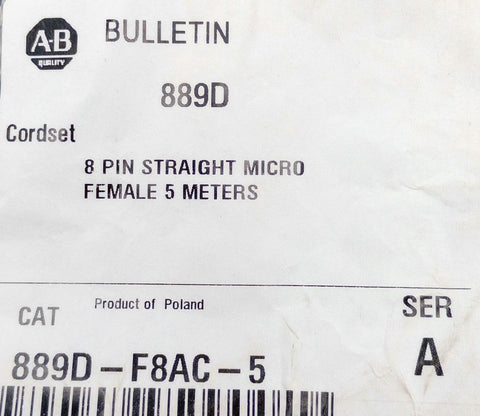 A-B
QUALITY
BULLETIN
889D
Cordset
8 PIN STRAIGHT MICRO
FEMALE 5 METERS
Product of Poland
CAT
SER
889D-F8AC-5
A